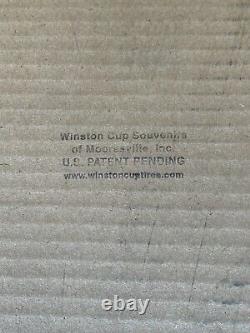 Winston Cup Souvenirs
of Mooresville, Inc.
U.S. PATENT PENDING
www.winstoncuptires.com